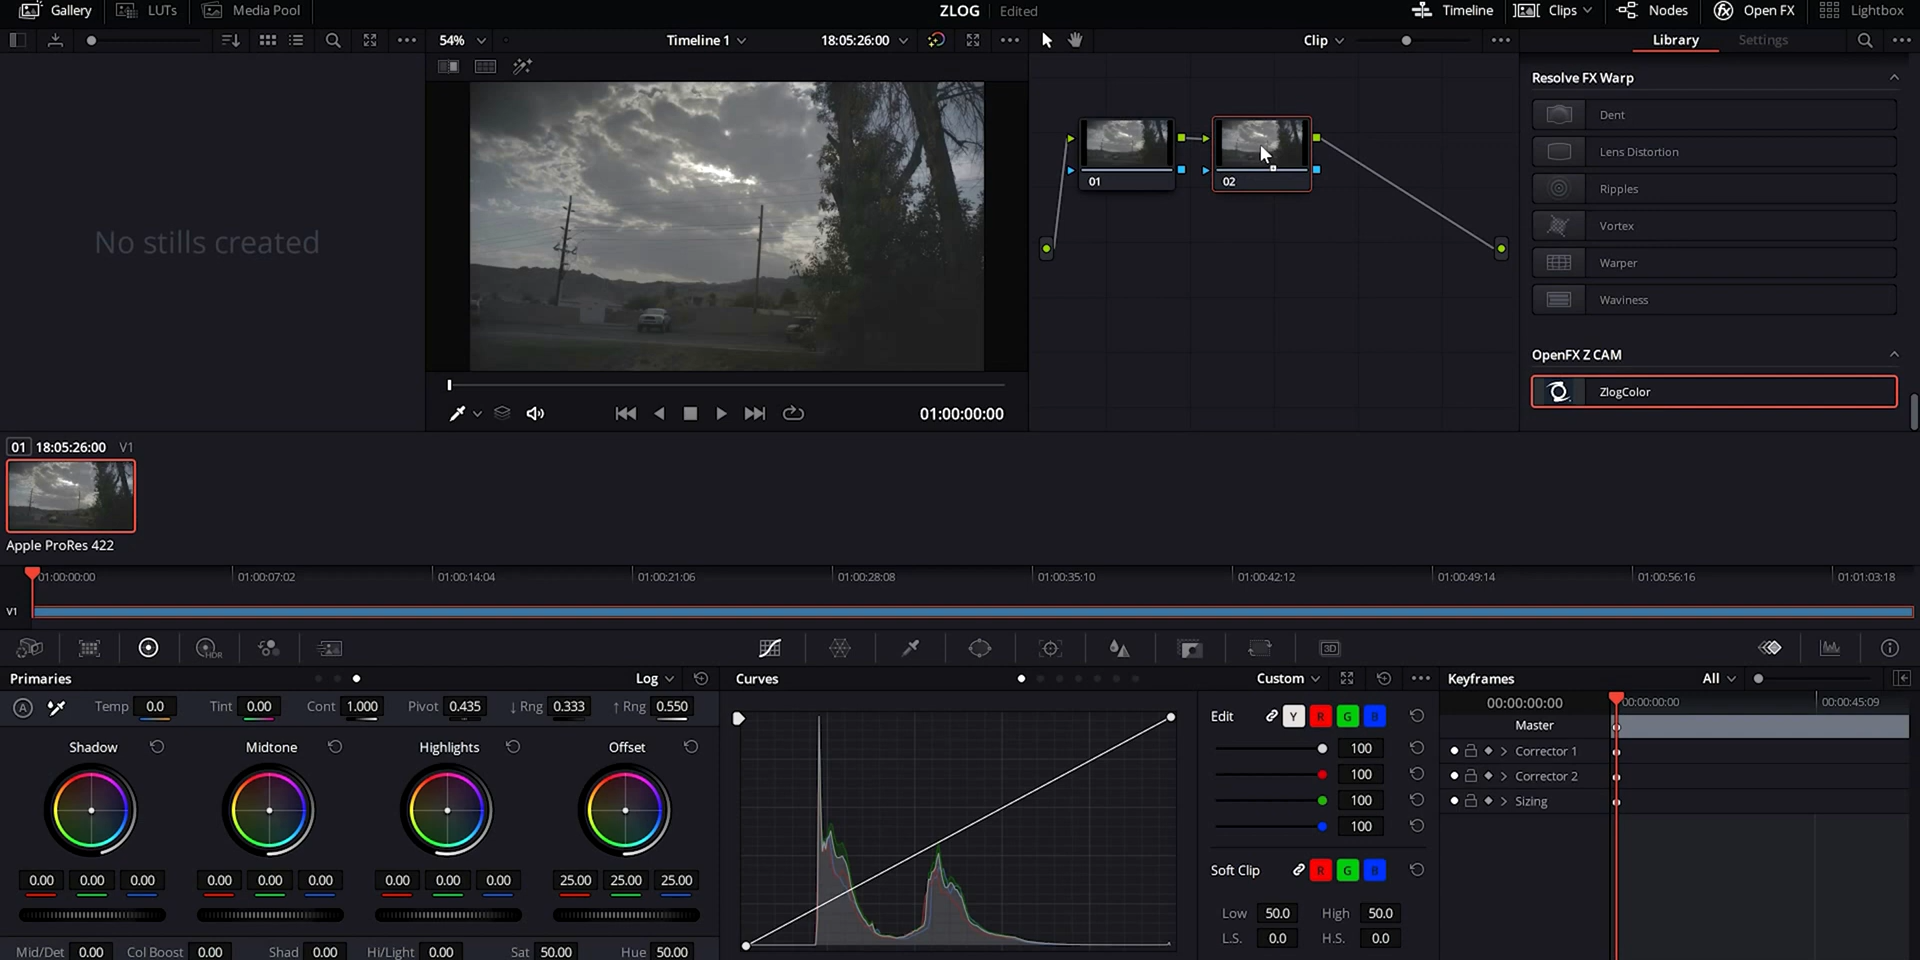 Gallery LUTs Media Pool ZLOG Edited Timeline Clips Nodes Open FX Lightbox
54% Timeline 1 18:05:26:00 Clip Library Settings
Resolve FX Warp
Dent
Lens Distortion
Ripples
Vortex
Warper
Waviness
01 02
No stills created
OpenFX Z CAM
ZlogColor
01:00:00:00
01 18:05:26:00 V1
Apple ProRes 422
01:00:00:00 01:00:07:02 01:00:14:04 01:00:21:06 01:00:28:08 01:00:35:10 01:00:42:12 01:00:49:14 01:00:56:16 01:01:03:18
V1
HDR 3D
Primaries Log Curves Custom Keyframes All
A Temp 0.0 Tint 0.00 Cont 1.000 Pivot 0.435 ↓ Rng 0.333 ↑ Rng 0.550
Shadow Midtone Highlights Offset
0.00 0.00 0.00 0.00 0.00 0.00 0.00 0.00 0.00 25.00 25.00 25.00
Mid/Det 0.00 Col Boost 0.00 Shad 0.00 Hi/Light 0.00 Sat 50.00 Hue 50.00
Edit Y R G B
100
100
100
100
Soft Clip R G B
Low 50.0 High 50.0
L.S. 0.0 H.S. 0.0
00:00:00:00 00:00:00:00 00:00:45:09
Master
Corrector 1
Corrector 2
Sizing